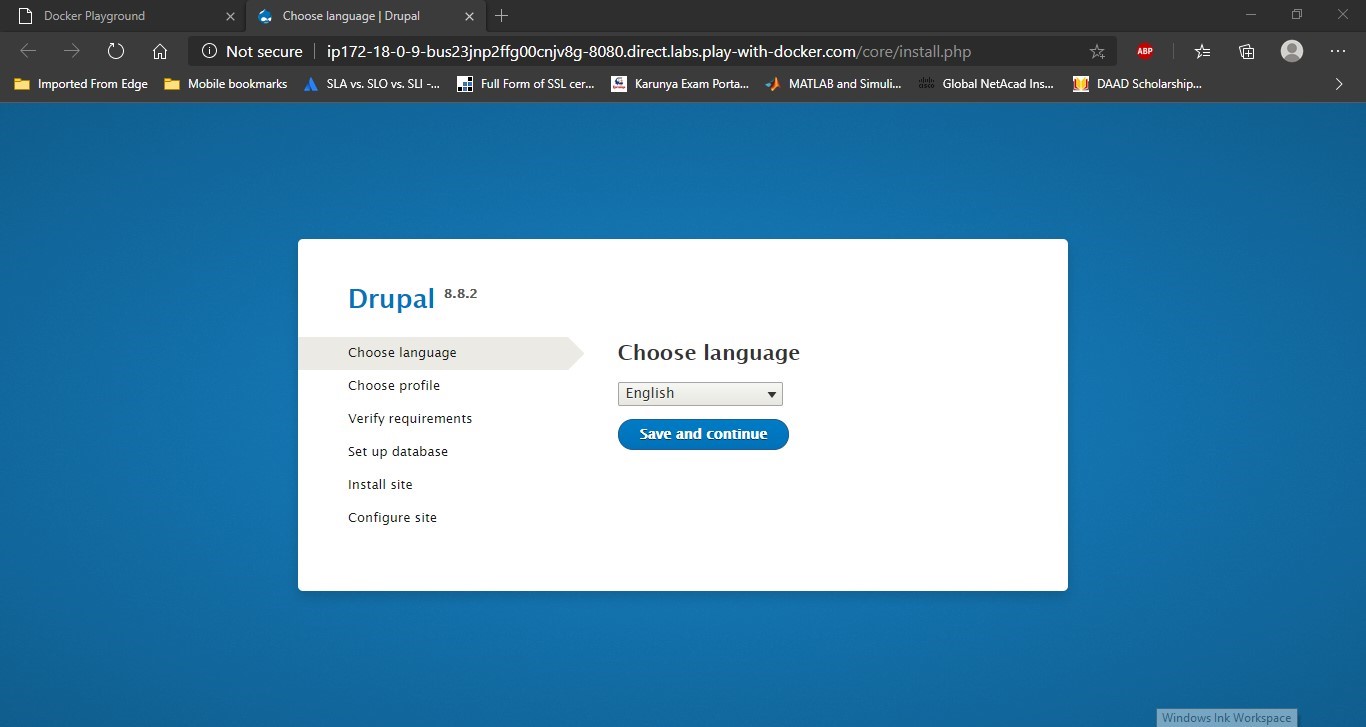 Docker Playground
Choose language | Drupal
Not secure
ip172-18-0-9-bus23jnp2ffg00cnjv8g-8080.direct.labs.play-with-docker.com/core/install.php
ABP
Imported From Edge
Mobile bookmarks
SLA vs. SLO vs. SLI -...
Full Form of SSL cer...
Karunya Exam Porta...
MATLAB and Simuli...
Global NetAcad Ins...
DAAD Scholarship...
Drupal 8.8.2
Choose language
Choose profile
Verify requirements
Set up database
Install site
Configure site
Choose language
English
Save and continue
Windows Ink Workspace